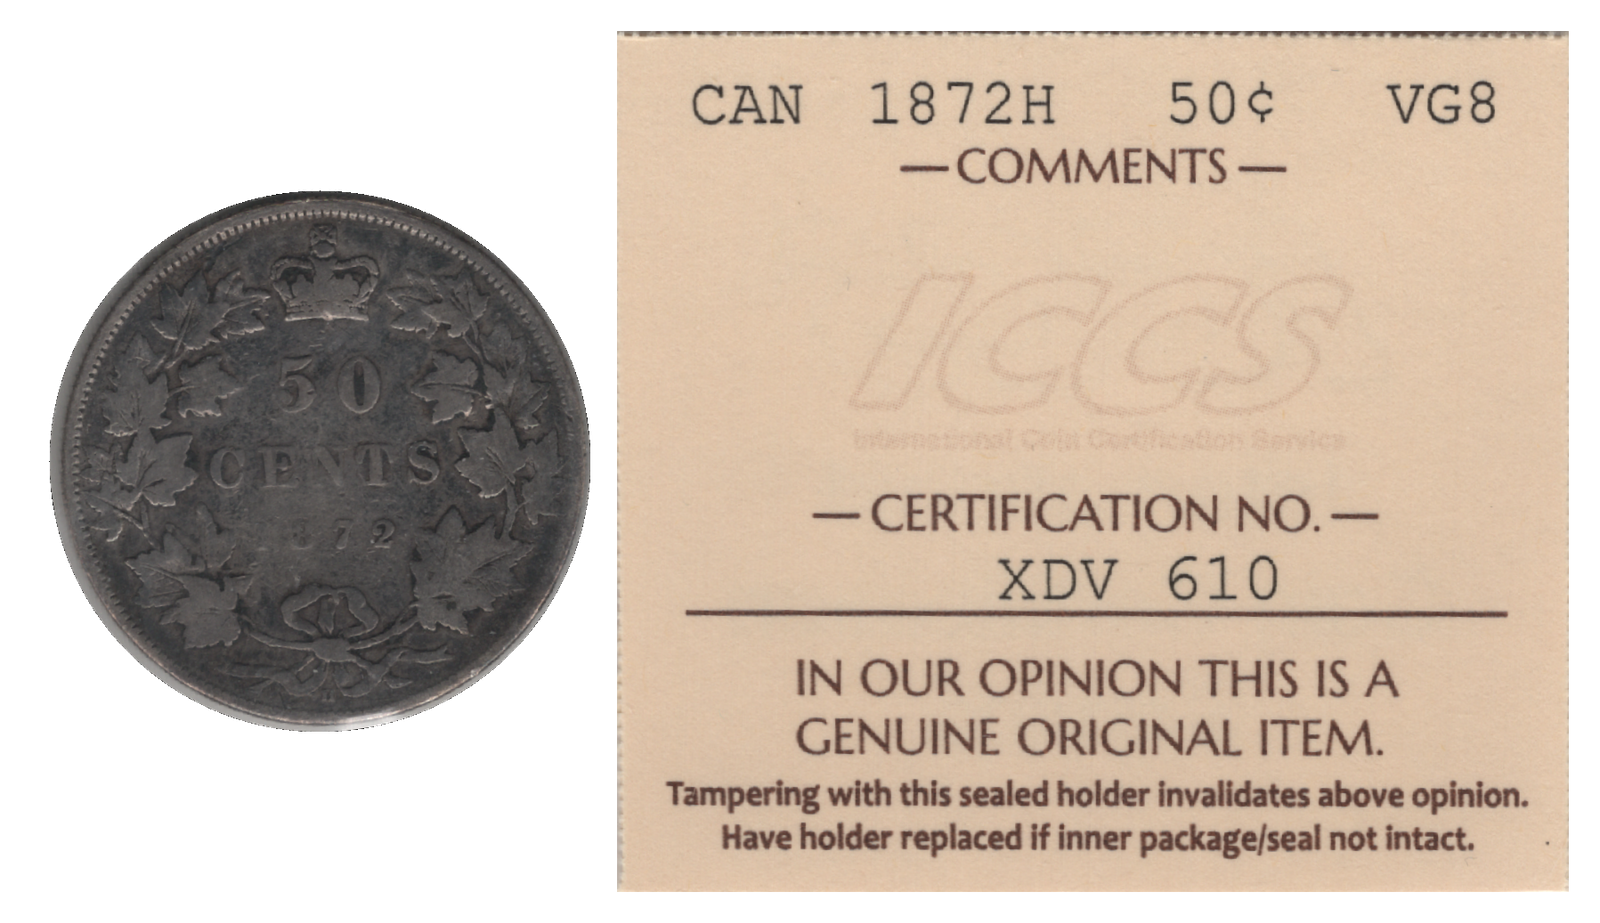 50
CENTS
1872
H
CAN 1872H 50¢ VG8
—COMMENTS—
ICCS
International Coin Certification Service
—CERTIFICATION NO.—
XDV 610
IN OUR OPINION THIS IS A
GENUINE ORIGINAL ITEM.
Tampering with this sealed holder invalidates above opinion.
Have holder replaced if inner package/seal not intact.